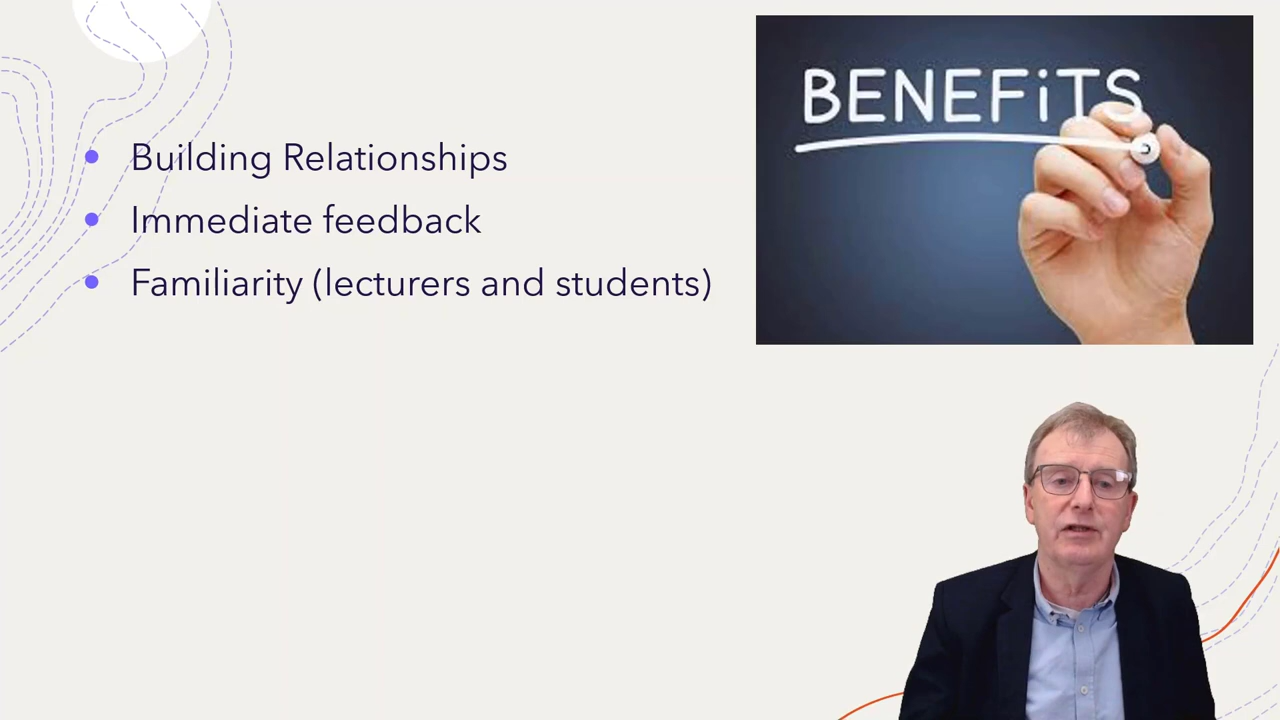 Building Relationships
Immediate feedback
Familiarity (lecturers and students)
BENEFiTS